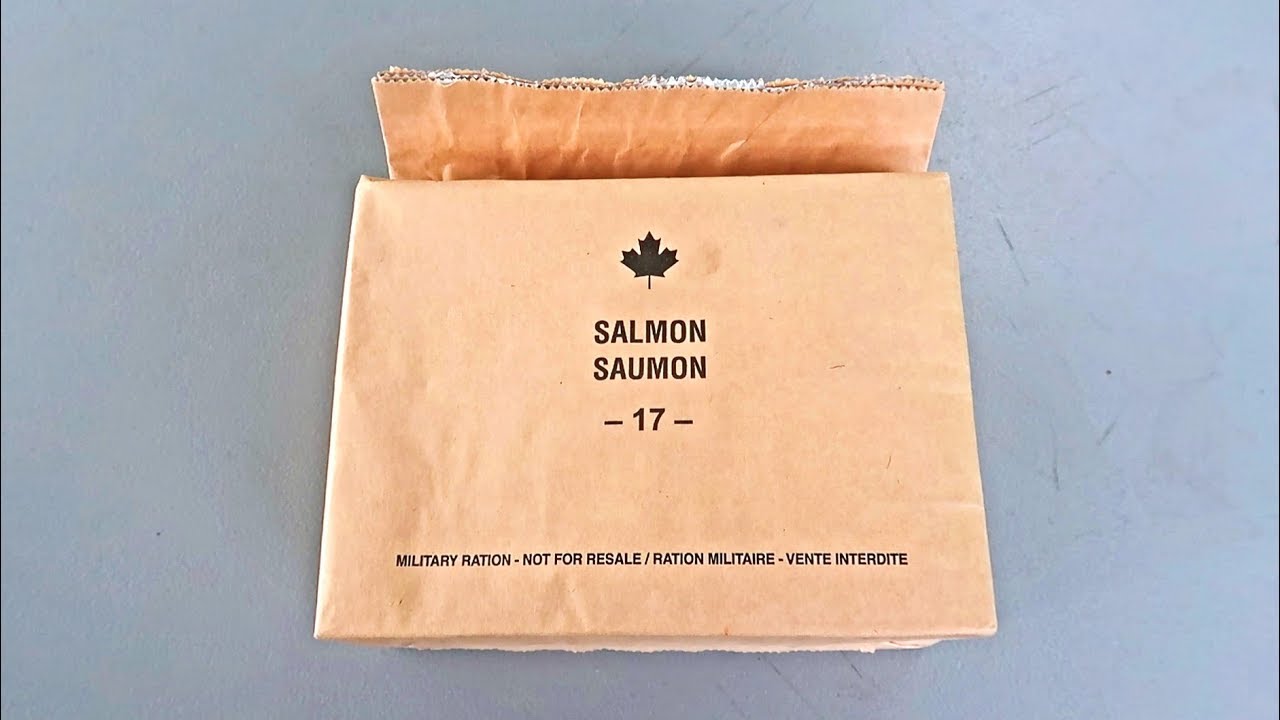 SALMON
SAUMON
– 17 –
MILITARY RATION - NOT FOR RESALE / RATION MILITAIRE - VENTE INTERDITE